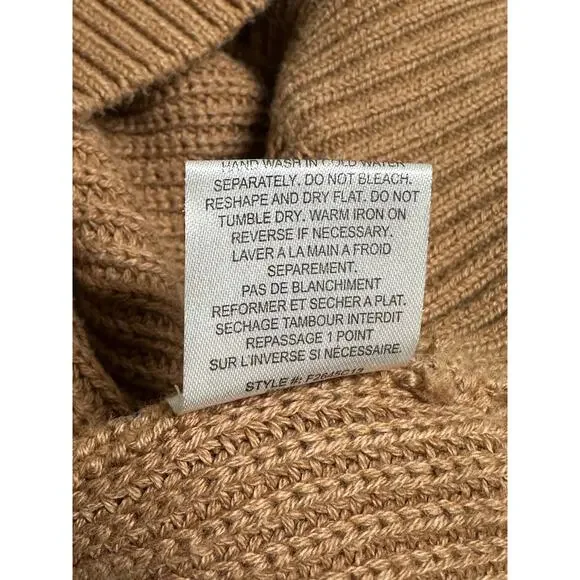 HAND WASH IN COLD WATER
SEPARATELY. DO NOT BLEACH.
RESHAPE AND DRY FLAT. DO NOT
TUMBLE DRY. WARM IRON ON
REVERSE IF NECESSARY.
LAVER A LA MAIN A FROID
SEPAREMENT.
PAS DE BLANCHIMENT
REFORMER ET SECHER A PLAT.
SECHAGE TAMBOUR INTERDIT
REPASSAGE 1 POINT
SUR L'INVERSE SI NÉCESSAIRE.
STYLE #: